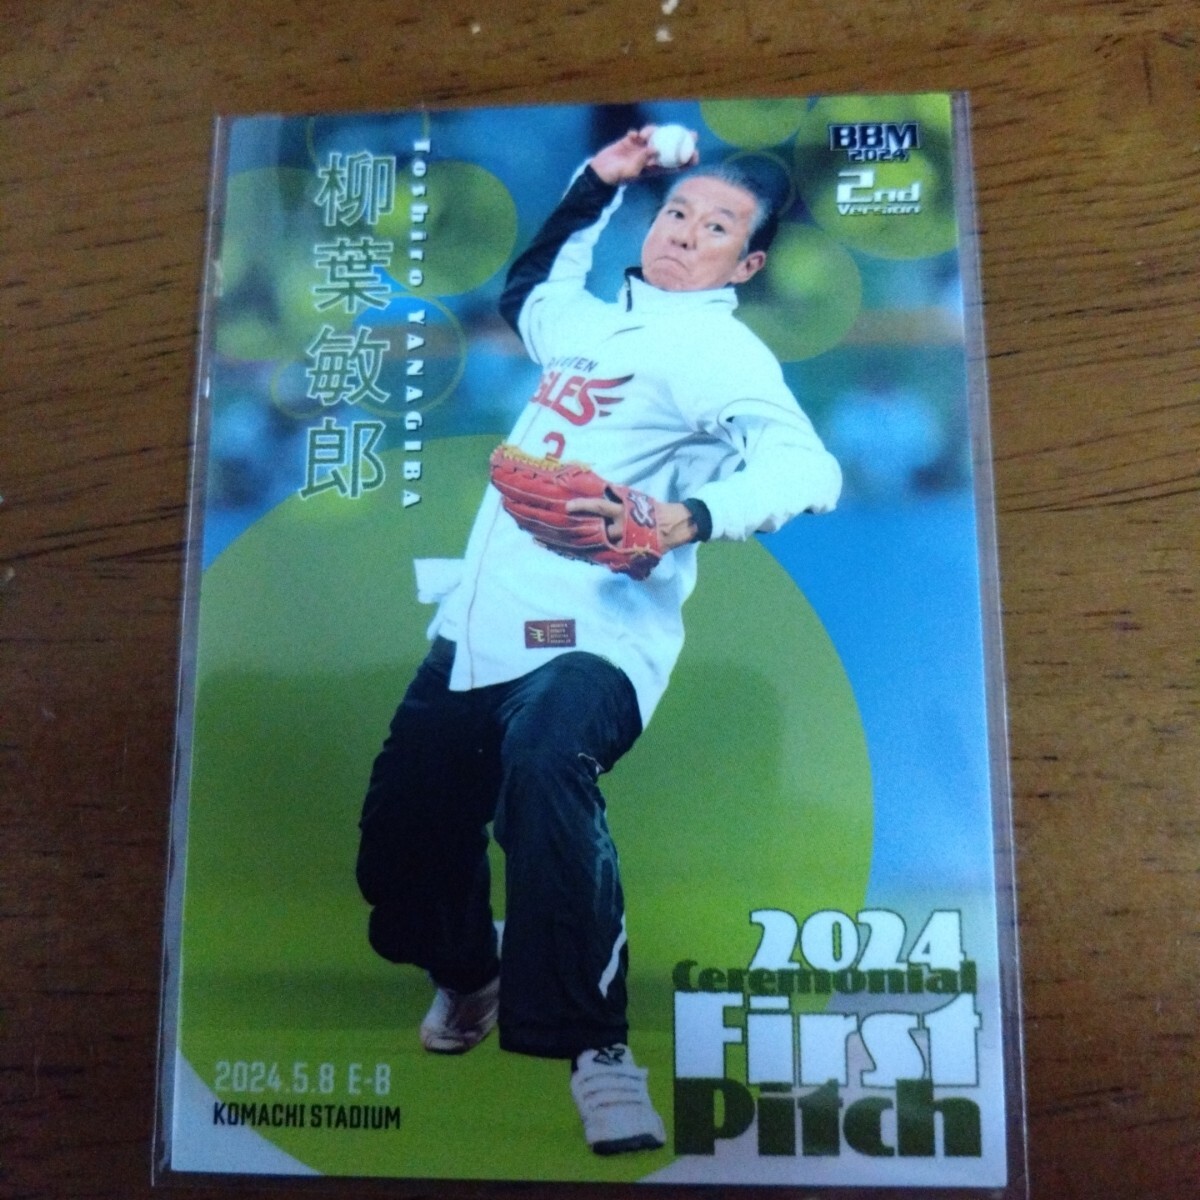 柳葉敏郎
Toshiro YANAGIBA
BBM
2024
2nd
Version
EAGLES
2024
Ceremonial
First
Pitch
2024.5.8 E-B
KOMACHI STADIUM